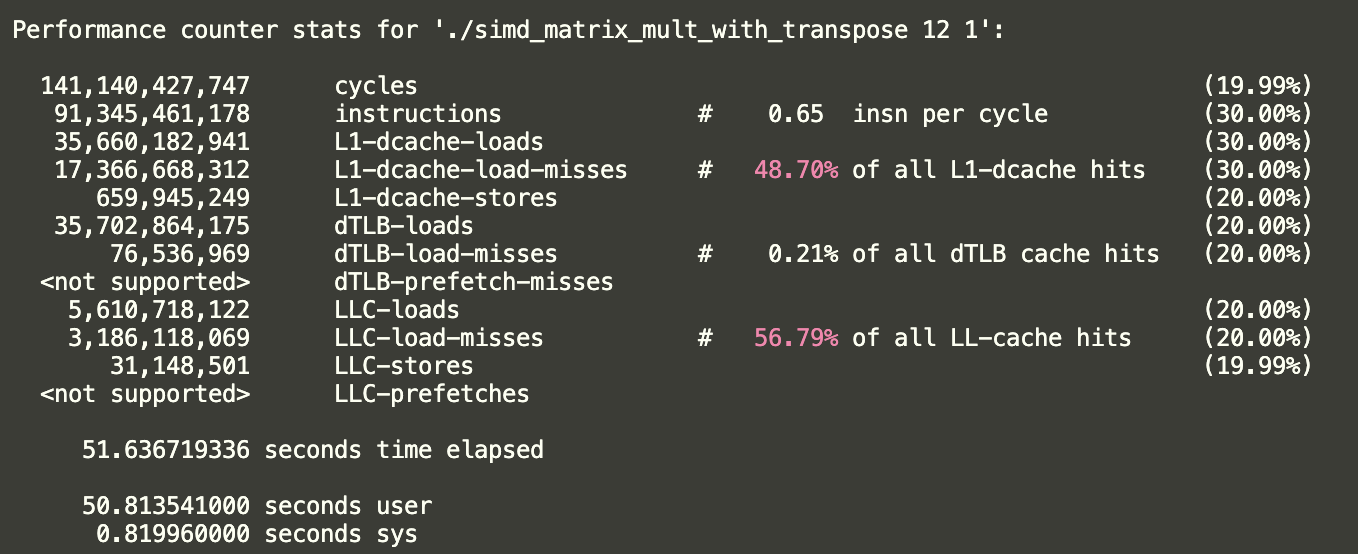 Performance counter stats for './simd_matrix_mult_with_transpose 12 1':
141,140,427,747 cycles (19.99%)
91,345,461,178 instructions # 0.65 insn per cycle (30.00%)
35,660,182,941 L1-dcache-loads (30.00%)
17,366,668,312 L1-dcache-load-misses # 48.70% of all L1-dcache hits (30.00%)
659,945,249 L1-dcache-stores (20.00%)
35,702,864,175 dTLB-loads (20.00%)
76,536,969 dTLB-load-misses # 0.21% of all dTLB cache hits (20.00%)
<not supported> dTLB-prefetch-misses
5,610,718,122 LLC-loads (20.00%)
3,186,118,069 LLC-load-misses # 56.79% of all LL-cache hits (20.00%)
31,148,501 LLC-stores (19.99%)
<not supported> LLC-prefetches
51.636719336 seconds time elapsed
50.813541000 seconds user
0.819960000 seconds sys